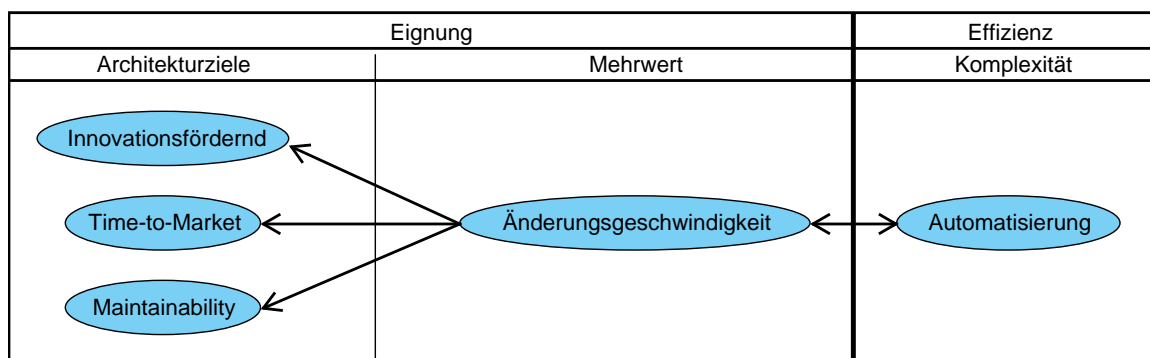 Eignung
Effizienz
Architekturziele
Mehrwert
Komplexität
Innovationsfördernd
Time-to-Market
Änderungsgeschwindigkeit
Automatisierung
Maintainability